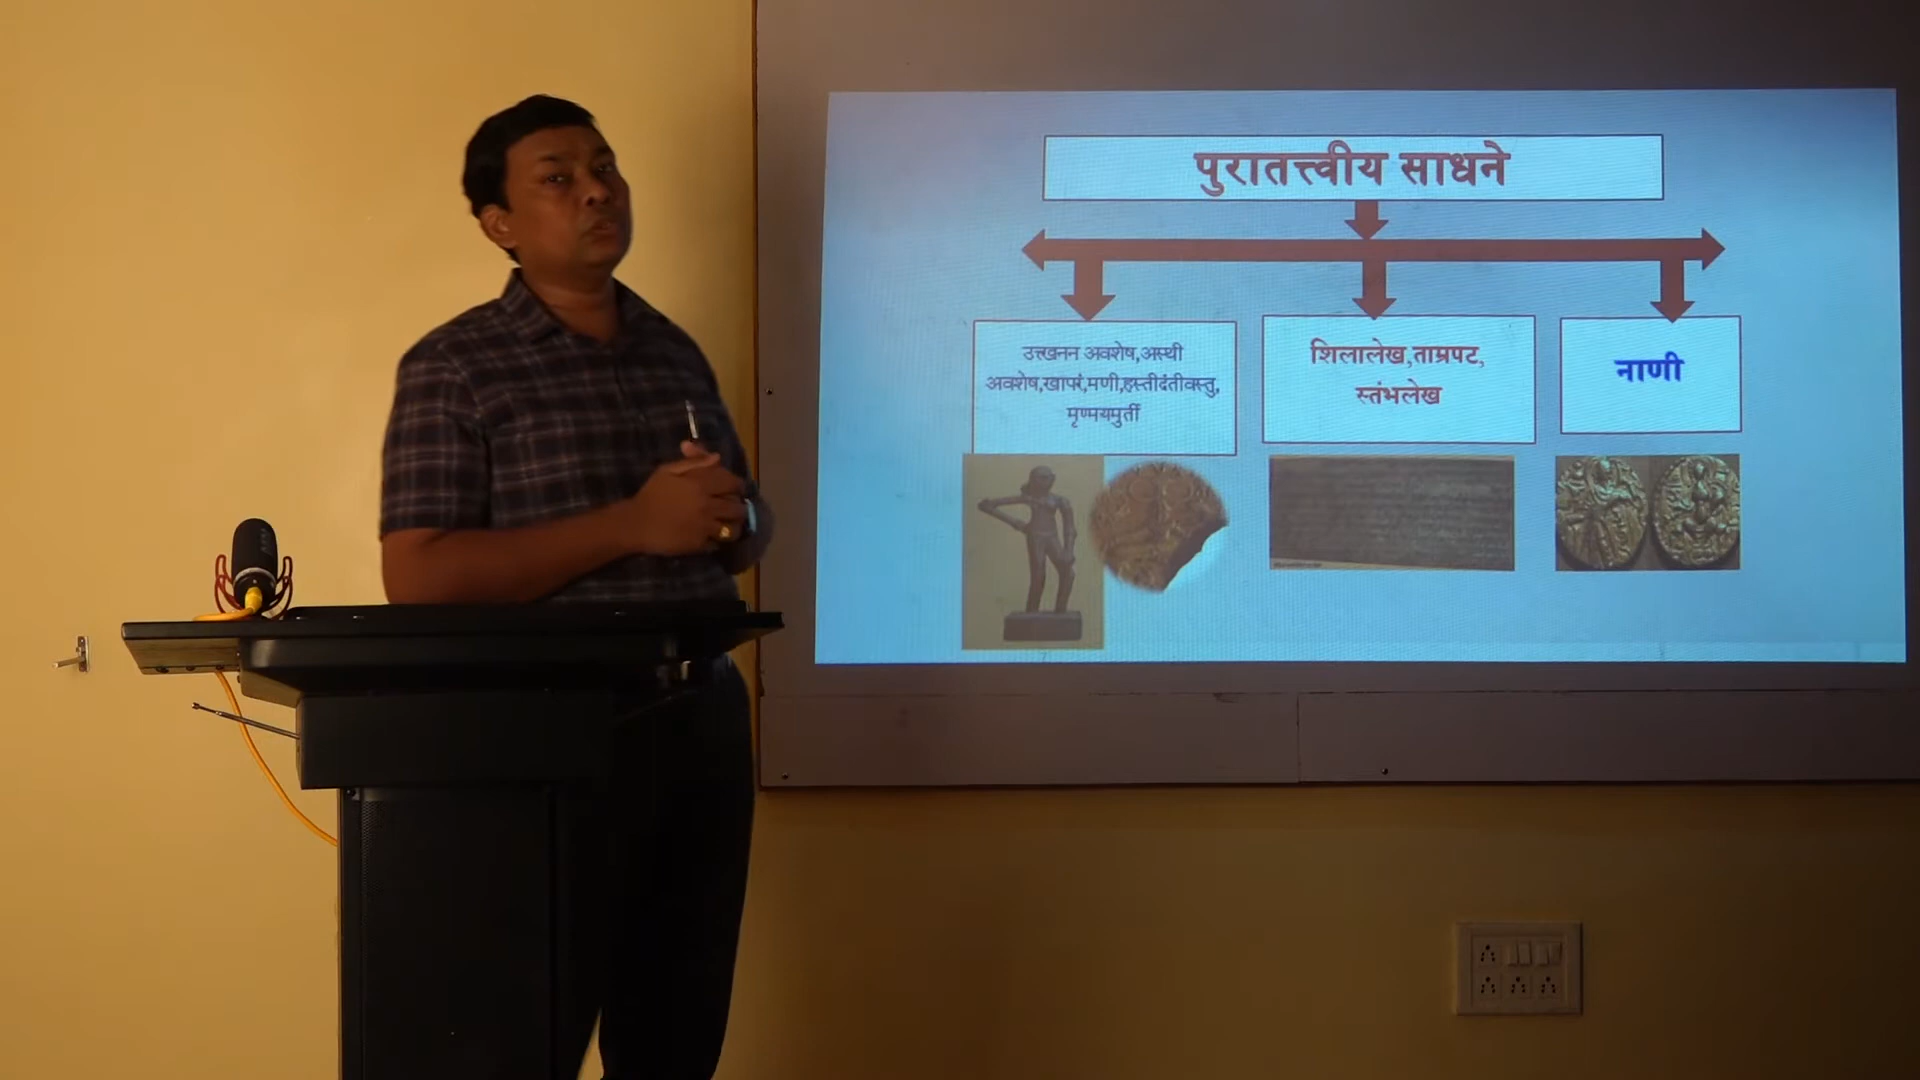 पुरातत्त्वीय साधने
उत्त्खनन अवशेष,अस्थी
अवशेष,खापरं,मणी,हस्तीदंतीवस्तु,
मृण्मयमुर्ती
शिलालेख,ताम्रपट,
स्तंभलेख
नाणी